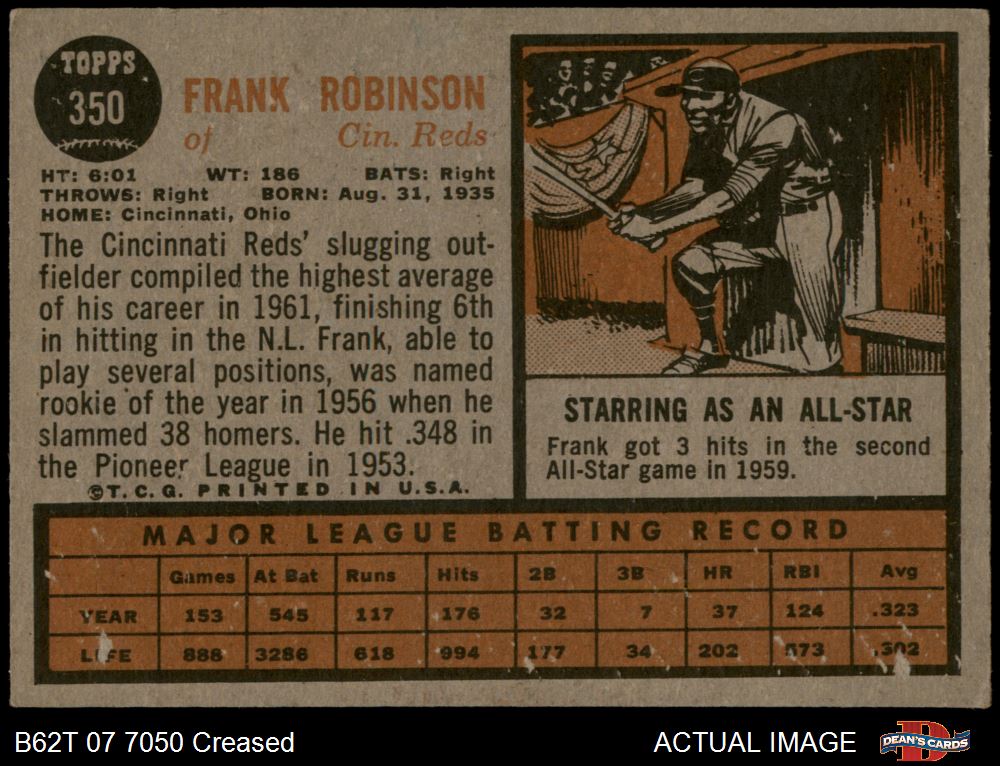 TOPPS
350
FRANK ROBINSON
of Cin. Reds
HT: 6:01 WT: 186 BATS: Right
THROWS: Right BORN: Aug. 31, 1935
HOME: Cincinnati, Ohio
The Cincinnati Reds' slugging out-
fielder compiled the highest average
of his career in 1961, finishing 6th
in hitting in the N.L. Frank, able to
play several positions, was named
rookie of the year in 1956 when he
slammed 38 homers. He hit .348 in
the Pioneer League in 1953.
©T.C.G. PRINTED IN U.S.A.
STARRING AS AN ALL-STAR
Frank got 3 hits in the second
All-Star game in 1959.
MAJOR LEAGUE BATTING RECORD
Games At Bat Runs Hits 2B 3B HR RBI Avg
YEAR 153 545 117 176 32 7 37 124 .323
LIFE 888 3286 618 994 177 34 202 573 .302
B62T 07 7050 Creased
ACTUAL IMAGE
D
DEAN'S CARDS